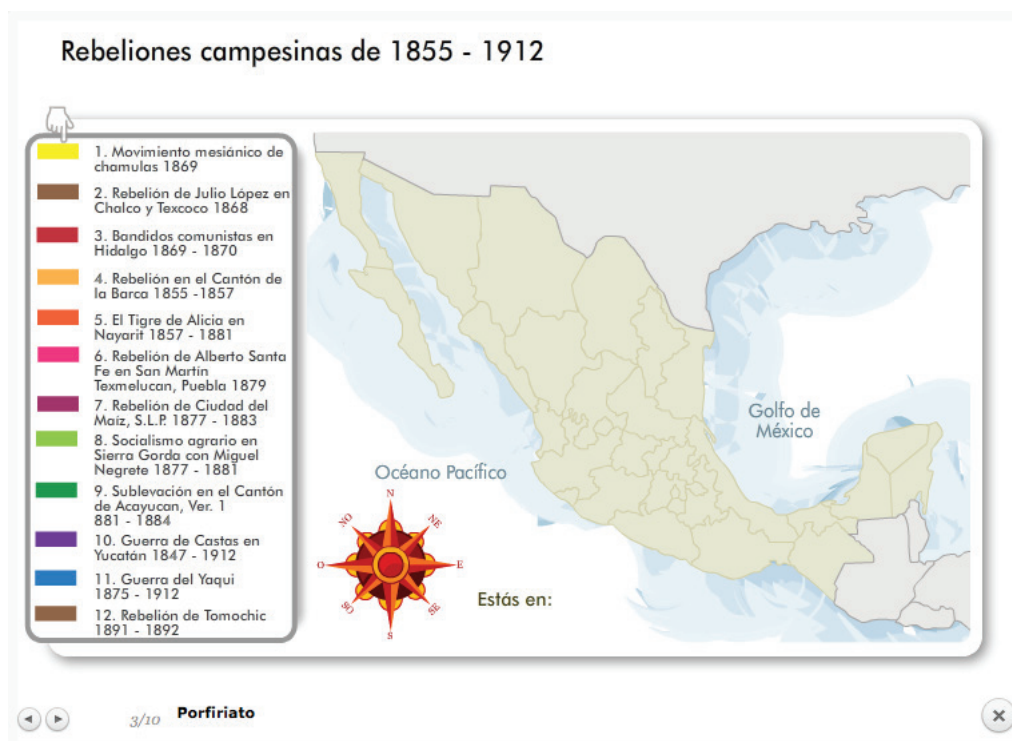 Rebeliones campesinas de 1855 - 1912
1. Movimiento mesiánico de
chamulas 1869
2. Rebelión de Julio López en
Chalco y Texcoco 1868
3. Bandidos comunistas en
Hidalgo 1869 - 1870
4. Rebelión en el Cantón de
la Barca 1855 -1857
5. El Tigre de Alicia en
Nayarit 1857 - 1881
6. Rebelión de Alberto Santa
Fe en San Martín
Texmelucan, Puebla 1879
7. Rebelión de Ciudad del
Maíz, S.L.P. 1877 - 1883
8. Socialismo agrario en
Sierra Gorda con Miguel
Negrete 1877 - 1881
9. Sublevación en el Cantón
de Acayucan, Ver. 1
881 - 1884
10. Guerra de Castas en
Yucatán 1847 - 1912
11. Guerra del Yaqui
1875 - 1912
12. Rebelión de Tomochic
1891 - 1892
Golfo de
México
Océano Pacífico
N
NO
NE
O
E
SO
SE
S
Estás en:
3/10
Porfiriato